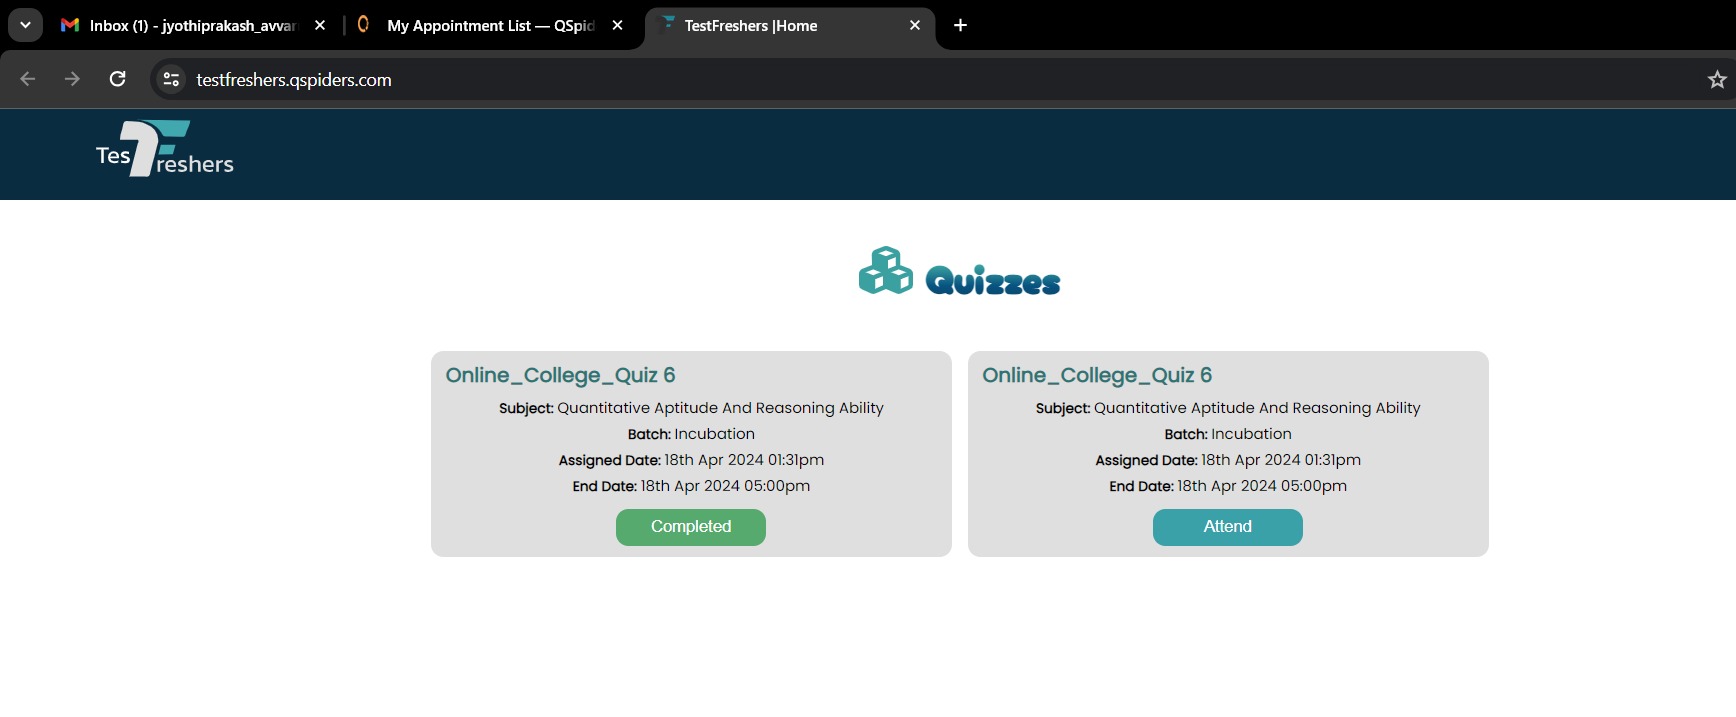 Inbox (1) - jyothiprakash_avvar
My Appointment List — QSpid
TestFreshers |Home
testfreshers.qspiders.com
TesTFreshers
Quizzes
Online_College_Quiz 6
Subject: Quantitative Aptitude And Reasoning Ability
Batch: Incubation
Assigned Date: 18th Apr 2024 01:31pm
End Date: 18th Apr 2024 05:00pm
Completed
Online_College_Quiz 6
Subject: Quantitative Aptitude And Reasoning Ability
Batch: Incubation
Assigned Date: 18th Apr 2024 01:31pm
End Date: 18th Apr 2024 05:00pm
Attend